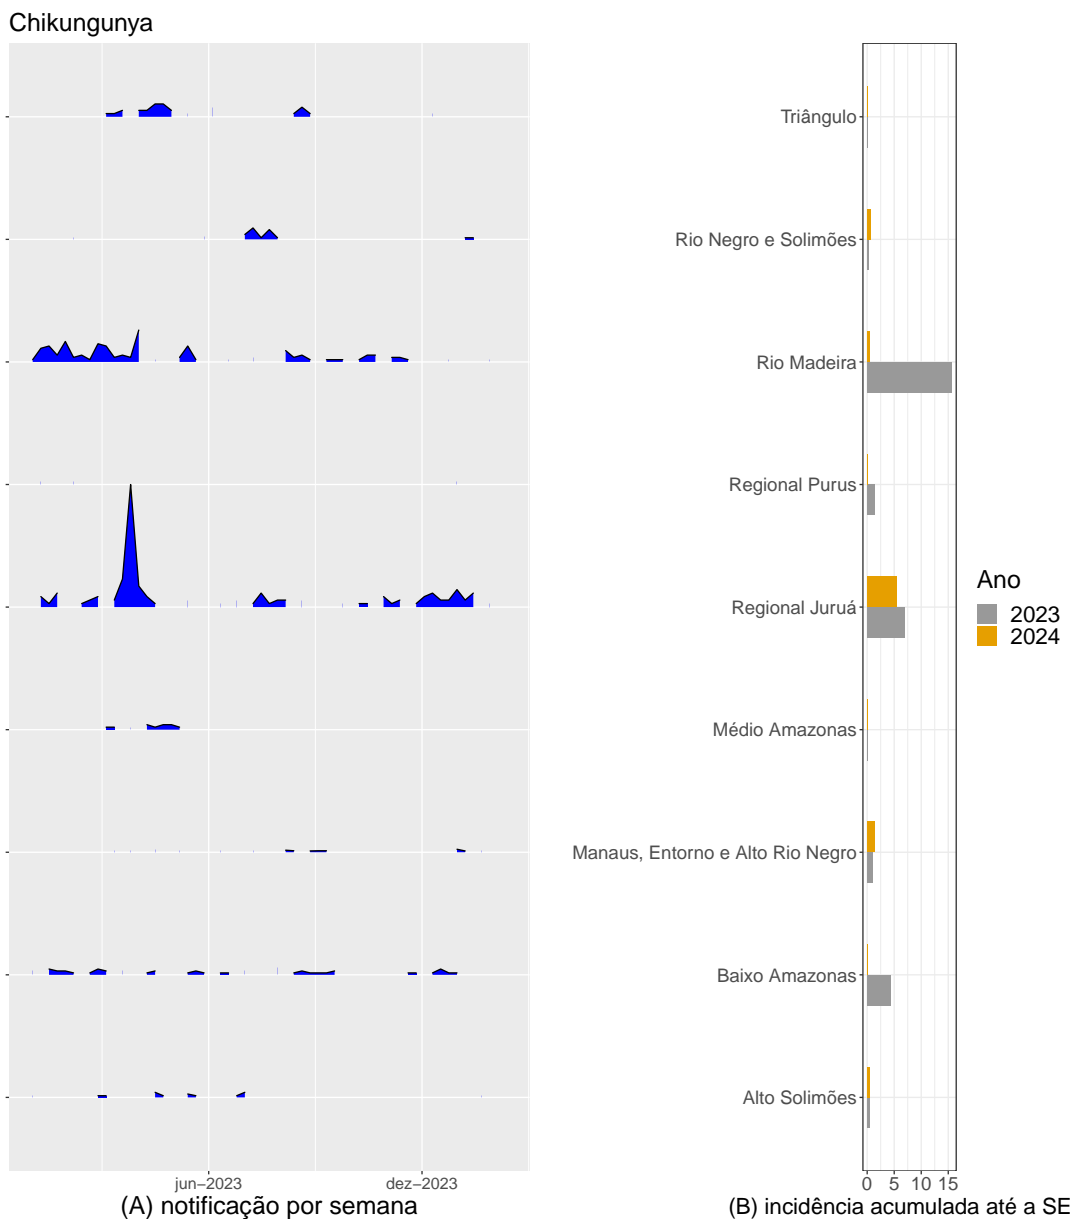 Chikungunya
Triângulo
Rio Negro e Solimões
Rio Madeira
Regional Purus
Regional Juruá
Médio Amazonas
Manaus, Entorno e Alto Rio Negro
Baixo Amazonas
Alto Solimões
Ano
2023
2024
jun−2023
dez−2023
0 5 10 15
(A) notificação por semana
(B) incidência acumulada até a SE